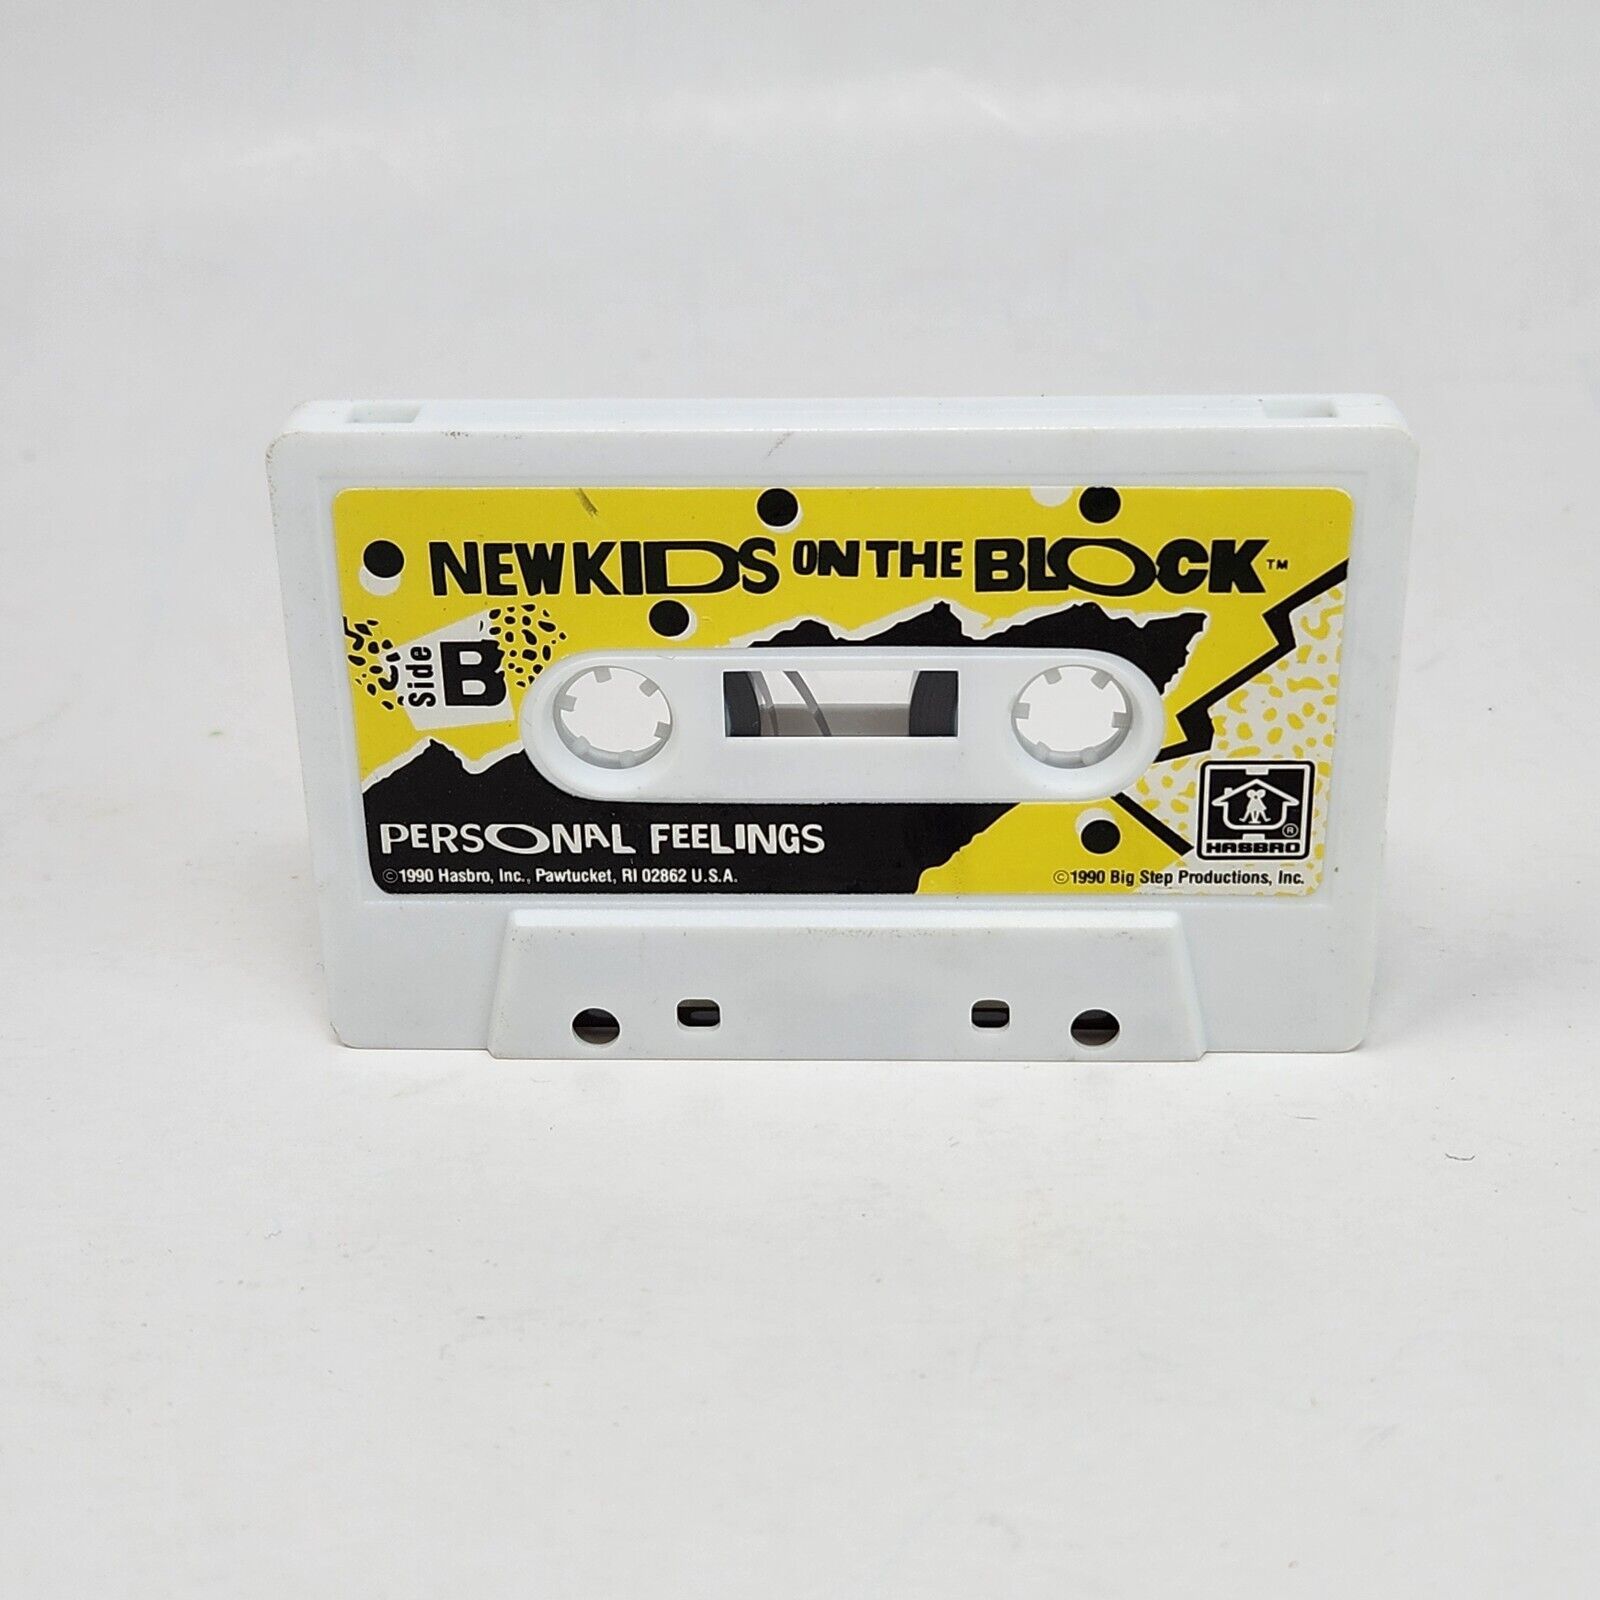 NEW KIDS ON THE BLOCK™
Side B
PERSONAL FEELINGS
©1990 Hasbro, Inc., Pawtucket, RI 02862 U.S.A.
HASBRO ®
©1990 Big Step Productions, Inc.